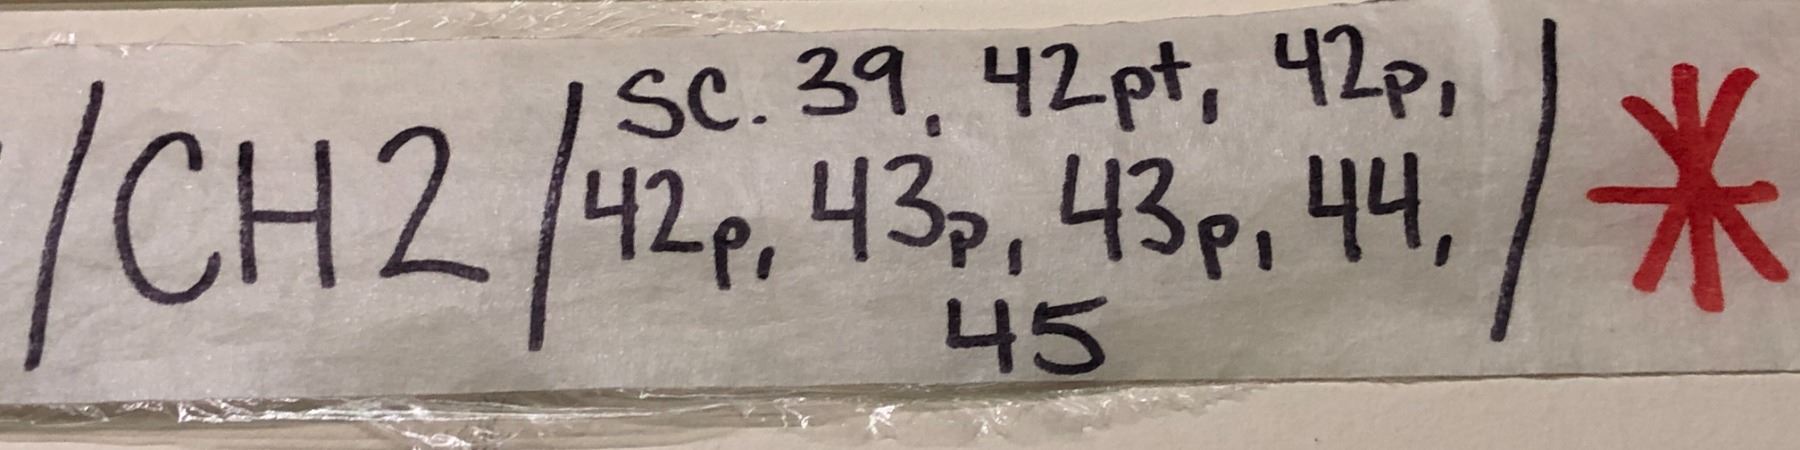 /CH2/ SC. 39, 42pt, 42p, / *
42p, 43p, 43p, 44,
45